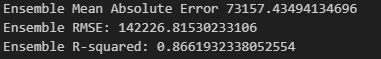 Ensemble Mean Absolute Error 73157.43494134696
Ensemble RMSE: 142226.81530233106
Ensemble R-squared: 0.8661932338052554